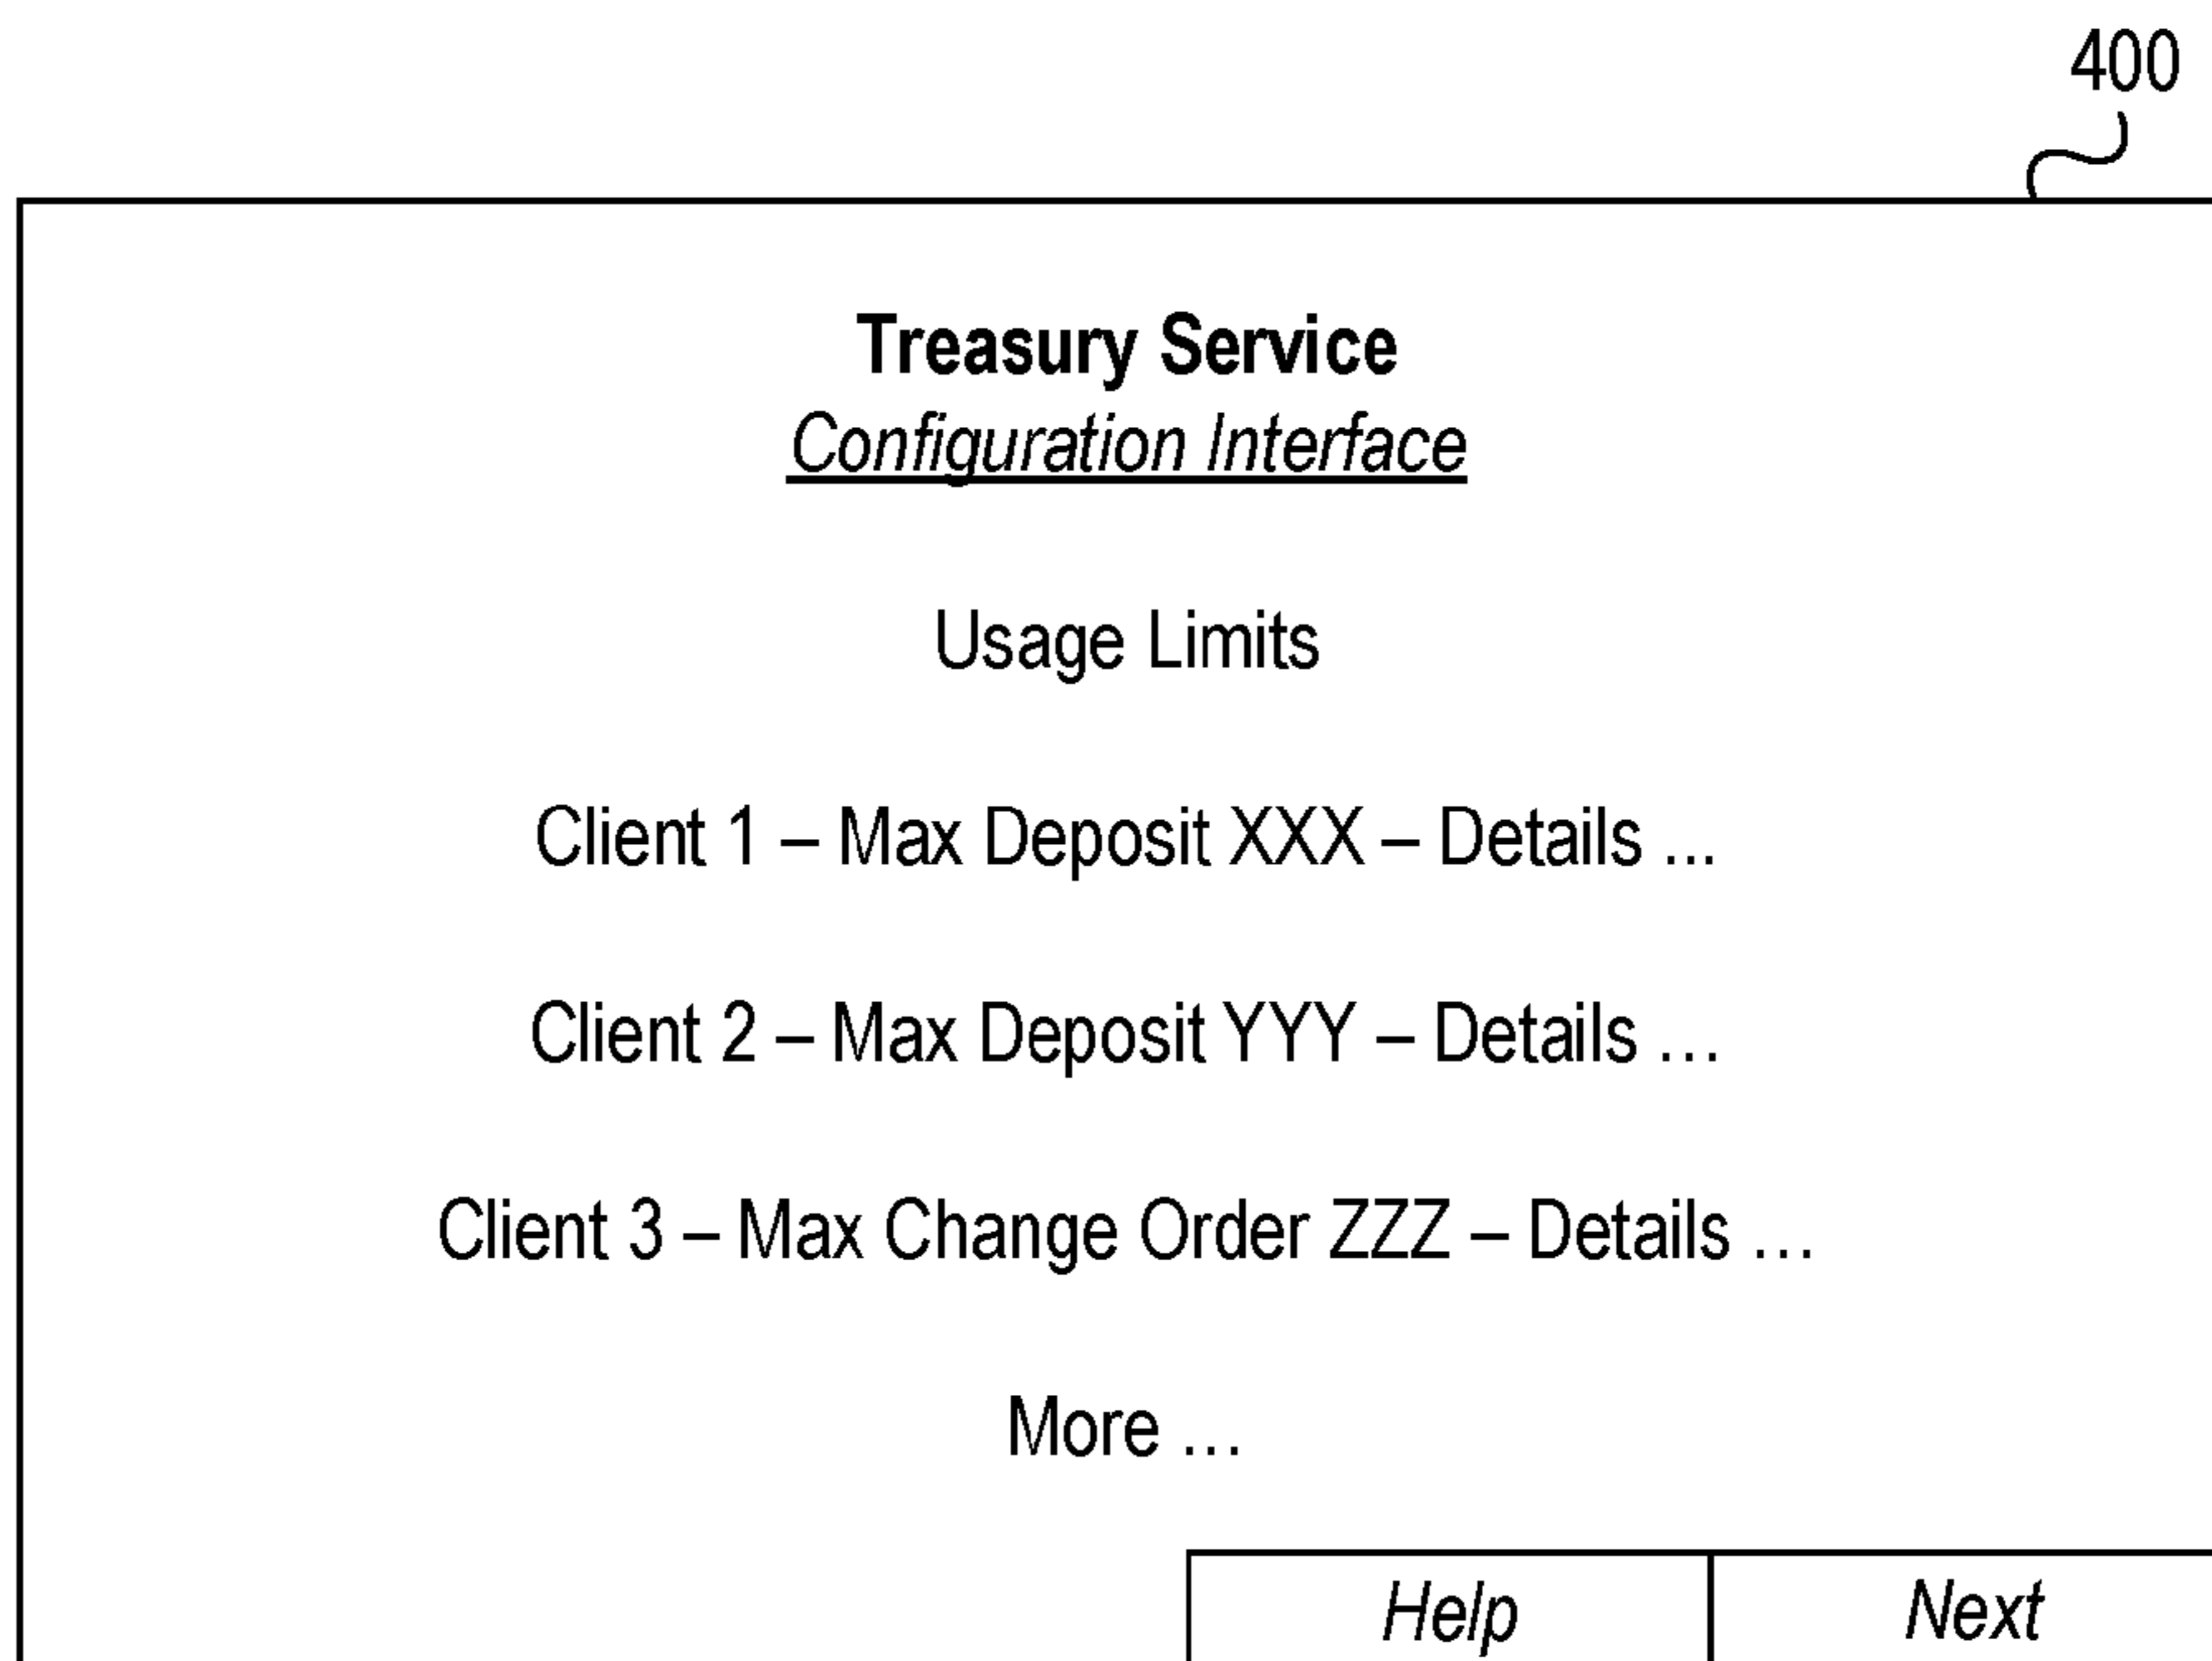 400
Treasury Service
Configuration Interface
Usage Limits
Client 1 – Max Deposit XXX – Details ...
Client 2 – Max Deposit YYY – Details ...
Client 3 – Max Change Order ZZZ – Details ...
More ...
Help Next